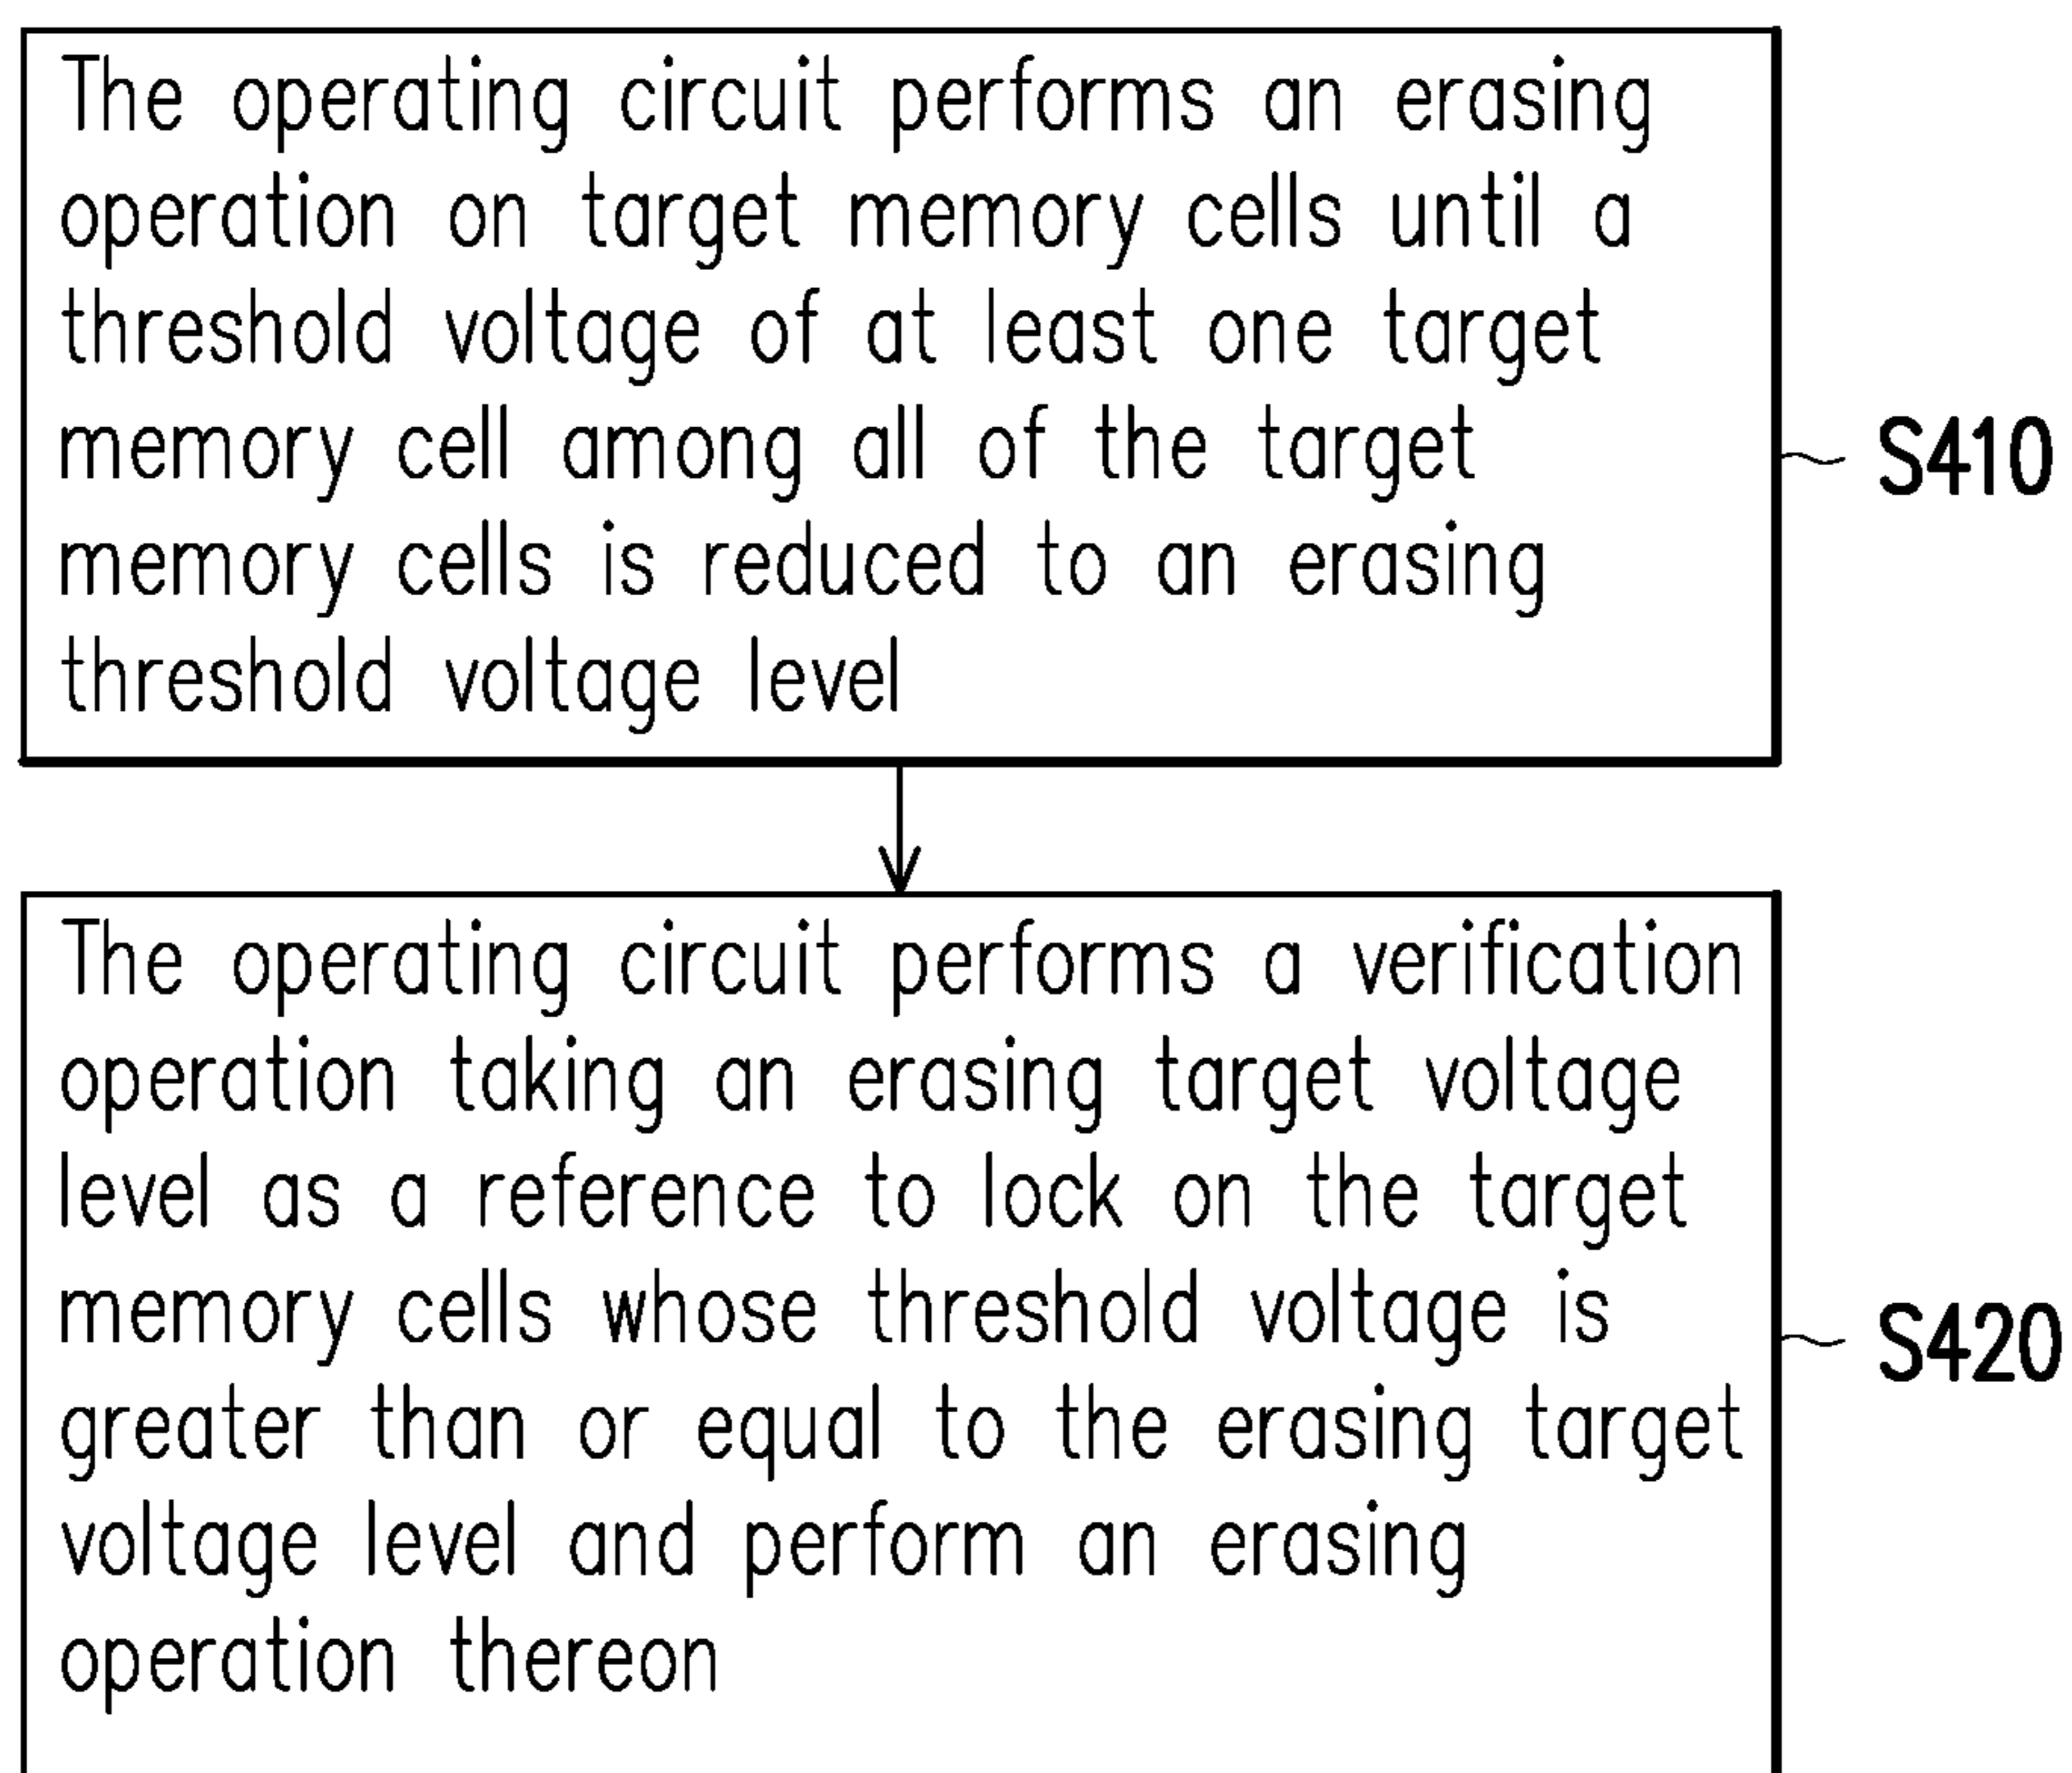 The operating circuit performs an erasing
operation on target memory cells until a
threshold voltage of at least one target
memory cell among all of the target
memory cells is reduced to an erasing
threshold voltage level
S410
The operating circuit performs a verification
operation taking an erasing target voltage
level as a reference to lock on the target
memory cells whose threshold voltage is
greater than or equal to the erasing target
voltage level and perform an erasing
operation thereon
S420